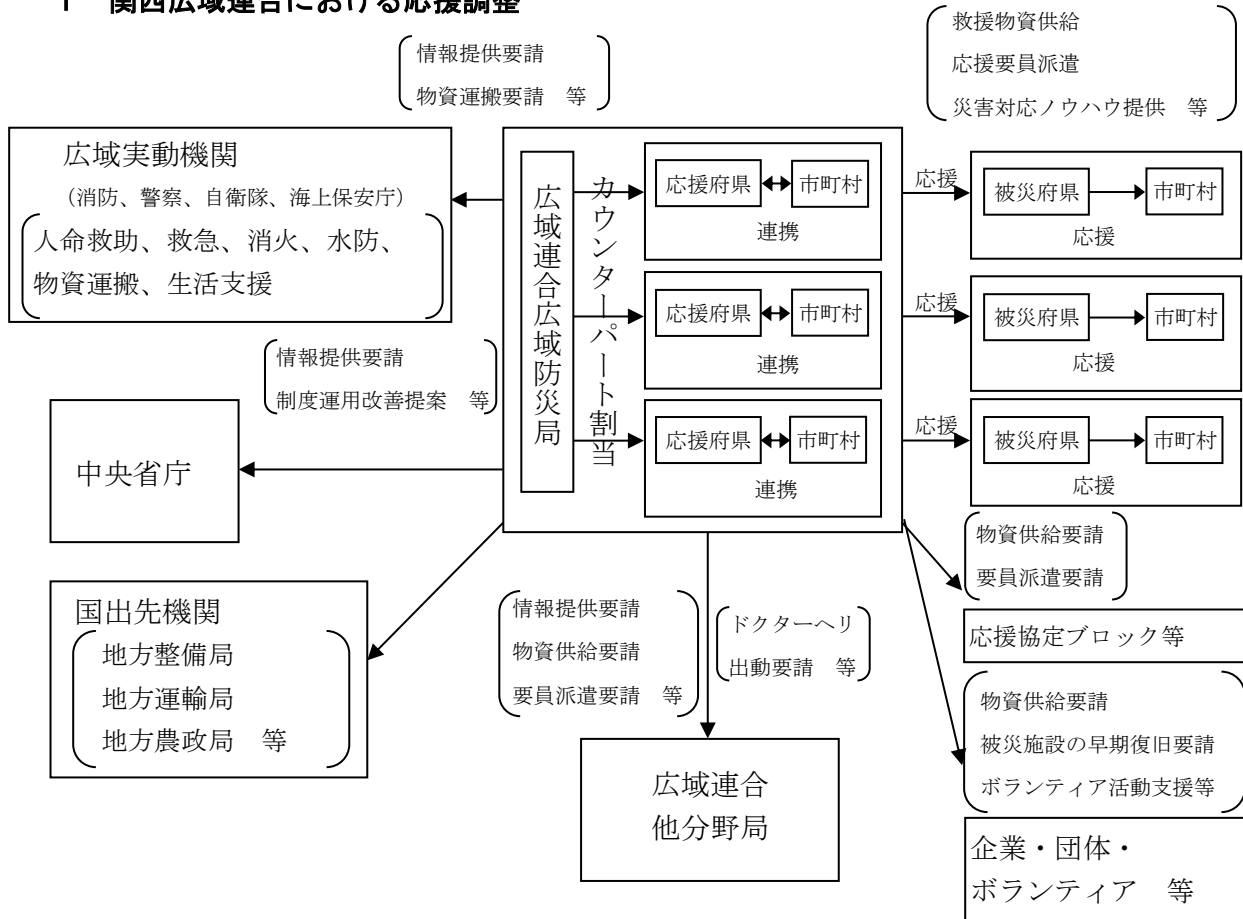 1 関西広域連合における応援調整
情報提供要請
物資運搬要請 等
救援物資供給
応援要員派遣
災害対応ノウハウ提供 等
広域実動機関
(消防、警察、自衛隊、海上保安庁)
人命救助、救急、消火、水防、
物資運搬、生活支援
広域連合広域防災局
カウンターパート割当
応援府県
市町村
連携
応援
被災府県
市町村
応援
応援府県
市町村
連携
応援
被災府県
市町村
応援
応援府県
市町村
連携
応援
被災府県
市町村
応援
情報提供要請
制度運用改善提案 等
中央省庁
国出先機関
地方整備局
地方運輸局
地方農政局 等
情報提供要請
物資供給要請
要員派遣要請 等
ドクターヘリ
出動要請 等
広域連合
他分野局
物資供給要請
要員派遣要請
応援協定ブロック等
物資供給要請
被災施設の早期復旧要請
ボランティア活動支援等
企業・団体・
ボランティア 等